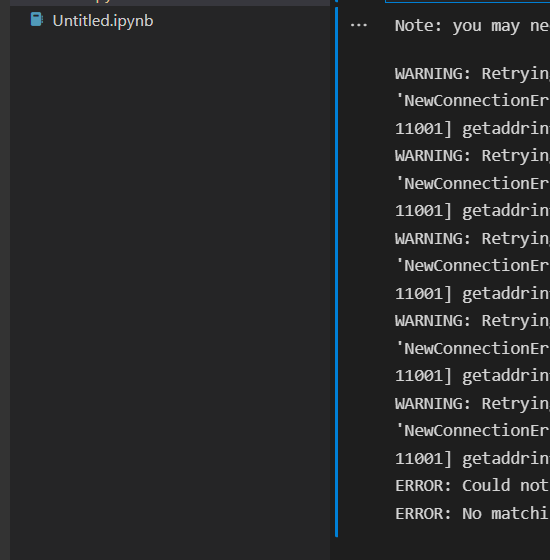 Untitled.ipynb
Note: you may ne
WARNING: Retrying
'NewConnectionEr
11001] getaddrin
WARNING: Retrying
'NewConnectionEr
11001] getaddrin
WARNING: Retrying
'NewConnectionEr
11001] getaddrin
WARNING: Retrying
'NewConnectionEr
11001] getaddrin
WARNING: Retrying
'NewConnectionEr
11001] getaddrin
ERROR: Could not
ERROR: No matchi